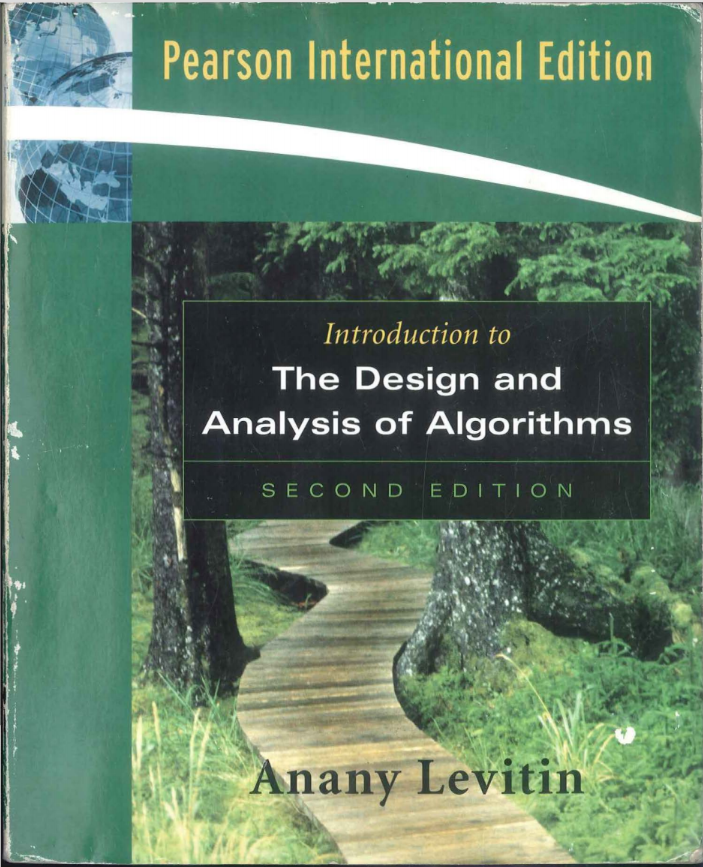 Pearson International Edition
Introduction to
The Design and
Analysis of Algorithms
SECOND EDITION
Anany Levitin